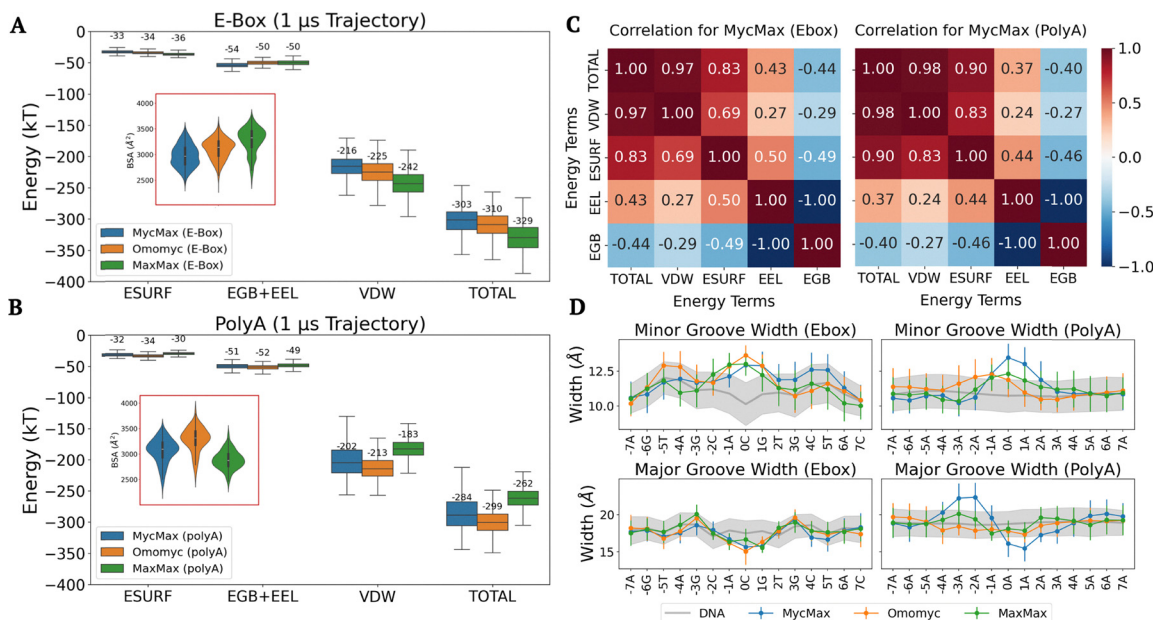 A
E-Box (1 μs Trajectory)
Energy (kT)
0
−50
−100
−150
−200
−250
−300
−350
−400
-33
-34
-36
-54
-50
-50
-216
-225
-242
-303
-310
-329
BSA (Å²)
4000
3500
3000
2500
MycMax (E-Box)
Omomyc (E-Box)
MaxMax (E-Box)
ESURF EGB+EEL VDW TOTAL
B
PolyA (1 μs Trajectory)
Energy (kT)
0
−50
−100
−150
−200
−250
−300
−350
−400
-32
-34
-30
-51
-52
-49
-202
-213
-183
-284
-299
-262
BSA (Å²)
4000
3500
3000
2500
MycMax (polyA)
Omomyc (polyA)
MaxMax (polyA)
ESURF EGB+EEL VDW TOTAL
C
Correlation for MycMax (Ebox) Correlation for MycMax (PolyA)
Energy Terms
TOTAL 1.00 0.97 0.83 0.43 -0.44 1.00 0.98 0.90 0.37 -0.40
VDW 0.97 1.00 0.69 0.27 -0.29 0.98 1.00 0.83 0.24 -0.27
ESURF 0.83 0.69 1.00 0.50 -0.49 0.90 0.83 1.00 0.44 -0.46
EEL 0.43 0.27 0.50 1.00 -1.00 0.37 0.24 0.44 1.00 -1.00
EGB -0.44 -0.29 -0.49 -1.00 1.00 -0.40 -0.27 -0.46 -1.00 1.00
TOTAL VDW ESURF EEL EGB TOTAL VDW ESURF EEL EGB
Energy Terms Energy Terms
1.0
0.5
0.0
−0.5
−1.0
D
Minor Groove Width (Ebox) Minor Groove Width (PolyA)
Width (Å)
12.5
10.0
-7A -6G -5T -4A -3G -2C -1A 0C 1G 2T 3G 4C 5T 6A 7C
-7A -6A -5A -4A -3A -2A -1A 0A 1A 2A 3A 4A 5A 6A 7A
Major Groove Width (Ebox) Major Groove Width (PolyA)
Width (Å)
20
15
-7A -6G -5T -4A -3G -2C -1A 0C 1G 2T 3G 4C 5T 6A 7C
-7A -6A -5A -4A -3A -2A -1A 0A 1A 2A 3A 4A 5A 6A 7A
DNA MycMax Omomyc MaxMax